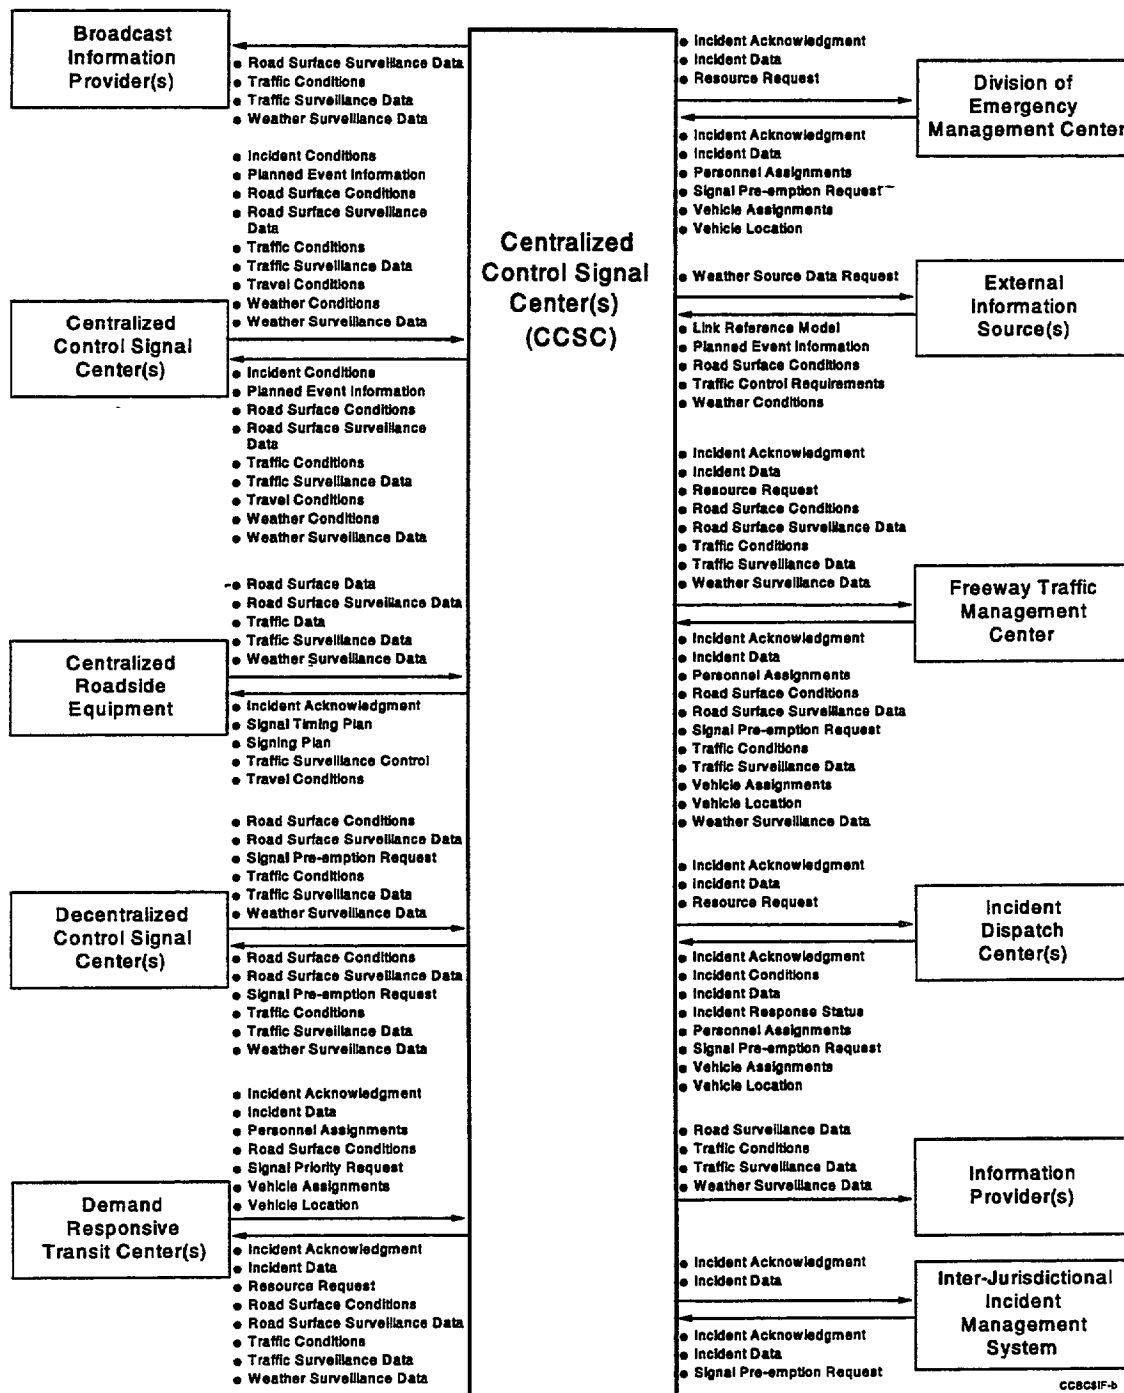 Broadcast
Information
Provider(s)
● Road Surface Surveillance Data
● Traffic Conditions
● Traffic Surveillance Data
● Weather Surveillance Data
● Incident Conditions
● Planned Event Information
● Road Surface Conditions
● Road Surface Surveillance
Data
● Traffic Conditions
● Traffic Surveillance Data
● Travel Conditions
● Weather Conditions
● Weather Surveillance Data
Centralized
Control Signal
Center(s)
● Incident Conditions
● Planned Event Information
● Road Surface Conditions
● Road Surface Surveillance
Data
● Traffic Conditions
● Traffic Surveillance Data
● Travel Conditions
● Weather Conditions
● Weather Surveillance Data
● Road Surface Data
● Road Surface Surveillance Data
● Traffic Data
● Traffic Surveillance Data
● Weather Surveillance Data
Centralized
Roadside
Equipment
● Incident Acknowledgment
● Signal Timing Plan
● Signing Plan
● Traffic Surveillance Control
● Travel Conditions
● Road Surface Conditions
● Road Surface Surveillance Data
● Signal Pre-emption Request
● Traffic Conditions
● Traffic Surveillance Data
● Weather Surveillance Data
Decentralized
Control Signal
Center(s)
● Road Surface Conditions
● Road Surface Surveillance Data
● Signal Pre-emption Request
● Traffic Conditions
● Traffic Surveillance Data
● Weather Surveillance Data
● Incident Acknowledgment
● Incident Data
● Personnel Assignments
● Road Surface Conditions
● Signal Priority Request
● Vehicle Assignments
● Vehicle Location
Demand
Responsive
Transit Center(s)
● Incident Acknowledgment
● Incident Data
● Resource Request
● Road Surface Conditions
● Road Surface Surveillance Data
● Traffic Conditions
● Traffic Surveillance Data
● Weather Surveillance Data
Centralized
Control Signal
Center(s)
(CCSC)
● Incident Acknowledgment
● Incident Data
● Resource Request
Division of
Emergency
Management Center
● Incident Acknowledgment
● Incident Data
● Personnel Assignments
● Signal Pre-emption Request
● Vehicle Assignments
● Vehicle Location
● Weather Source Data Request
External
Information
Source(s)
● Link Reference Model
● Planned Event Information
● Road Surface Conditions
● Traffic Control Requirements
● Weather Conditions
● Incident Acknowledgment
● Incident Data
● Resource Request
● Road Surface Conditions
● Road Surface Surveillance Data
● Traffic Conditions
● Traffic Surveillance Data
● Weather Surveillance Data
Freeway Traffic
Management
Center
● Incident Acknowledgment
● Incident Data
● Personnel Assignments
● Road Surface Conditions
● Road Surface Surveillance Data
● Signal Pre-emption Request
● Traffic Conditions
● Traffic Surveillance Data
● Vehicle Assignments
● Vehicle Location
● Weather Surveillance Data
● Incident Acknowledgment
● Incident Data
● Resource Request
Incident
Dispatch
Center(s)
● Incident Acknowledgment
● Incident Conditions
● Incident Data
● Incident Response Status
● Personnel Assignments
● Signal Pre-emption Request
● Vehicle Assignments
● Vehicle Location
● Road Surveillance Data
● Traffic Conditions
● Traffic Surveillance Data
● Weather Surveillance Data
Information
Provider(s)
● Incident Acknowledgment
● Incident Data
Inter-Jurisdictional
Incident
Management
System
● Incident Acknowledgment
● Incident Data
● Signal Pre-emption Request
CCBCSIF-b